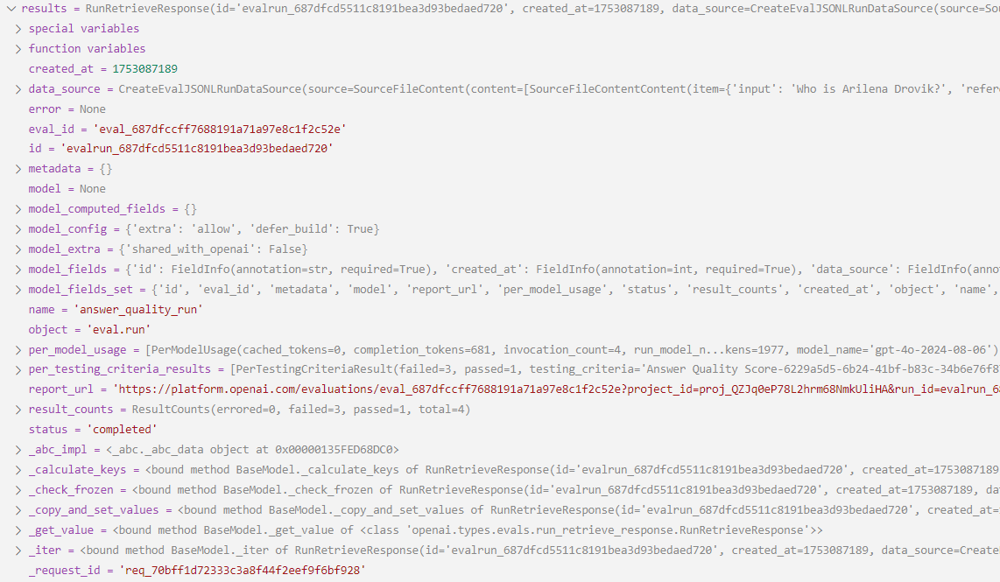 results = RunRetrieveResponse(id='evalrun_687dfcd5511c8191bea3d93bedaed720', created_at=1753087189, data_source=CreateEvalJSONLRunDataSource(source=Sou
special variables
function variables
created_at = 1753087189
data_source = CreateEvalJSONLRunDataSource(source=SourceFileContent(content=[SourceFileContentContent(item={'input': 'Who is Arilena Drovik?', 'refere
error = None
eval_id = 'eval_687dfccff7688191a71a97e8c1f2c52e'
id = 'evalrun_687dfcd5511c8191bea3d93bedaed720'
metadata = {}
model = None
model_computed_fields = {}
model_config = {'extra': 'allow', 'defer_build': True}
model_extra = {'shared_with_openai': False}
model_fields = {'id': FieldInfo(annotation=str, required=True), 'created_at': FieldInfo(annotation=int, required=True), 'data_source': FieldInfo(anno
model_fields_set = {'id', 'eval_id', 'metadata', 'model', 'report_url', 'per_model_usage', 'status', 'result_counts', 'created_at', 'object', 'name',
name = 'answer_quality_run'
object = 'eval.run'
per_model_usage = [PerModelUsage(cached_tokens=0, completion_tokens=681, invocation_count=4, run_model_n...kens=1977, model_name='gpt-4o-2024-08-06')
per_testing_criteria_results = [PerTestingCriteriaResult(failed=3, passed=1, testing_criteria='Answer Quality Score-6229a5d5-6b24-41bf-b83c-34b6e76f8
report_url = 'https://platform.openai.com/evaluations/eval_687dfccff7688191a71a97e8c1f2c52e?project_id=proj_QZJq0eP78L2hrm68NmkUliHA&run_id=evalrun_68
result_counts = ResultCounts(errored=0, failed=3, passed=1, total=4)
status = 'completed'
_abc_impl = <_abc._abc_data object at 0x00000135FED68DC0>
_calculate_keys = <bound method BaseModel._calculate_keys of RunRetrieveResponse(id='evalrun_687dfcd5511c8191bea3d93bedaed720', created_at=1753087189
_check_frozen = <bound method BaseModel._check_frozen of RunRetrieveResponse(id='evalrun_687dfcd5511c8191bea3d93bedaed720', created_at=1753087189, da
_copy_and_set_values = <bound method BaseModel._copy_and_set_values of RunRetrieveResponse(id='evalrun_687dfcd5511c8191bea3d93bedaed720', created_at=
_get_value = <bound method BaseModel._get_value of <class 'openai.types.evals.run_retrieve_response.RunRetrieveResponse'>>
_iter = <bound method BaseModel._iter of RunRetrieveResponse(id='evalrun_687dfcd5511c8191bea3d93bedaed720', created_at=1753087189, data_source=Create
_request_id = 'req_70bff1d72333c3a8f44f2eef9f6bf928'